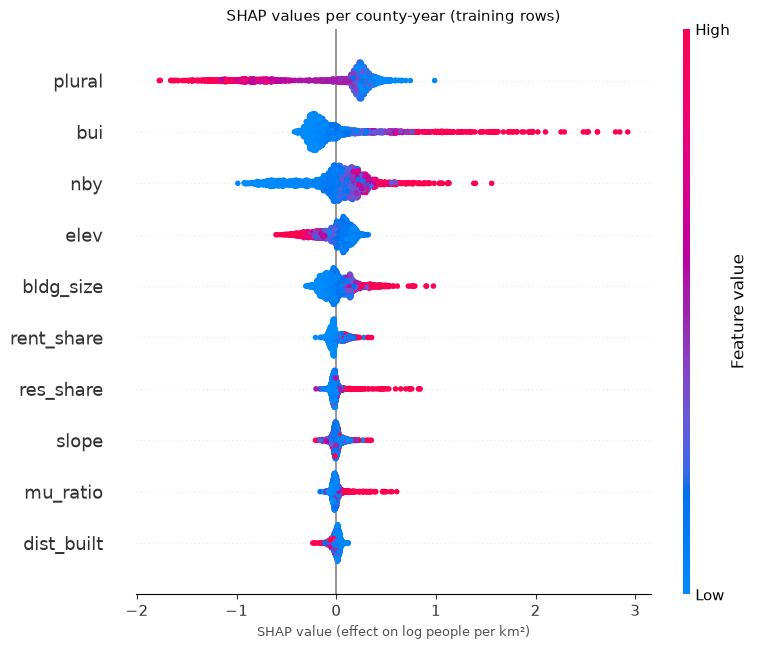 SHAP values per county-year (training rows)
High
plural
bui
nby
elev
bldg_size
rent_share
res_share
slope
mu_ratio
dist_built
Feature value
Low
−2
−1
0
1
2
3
SHAP value (effect on log people per km²)